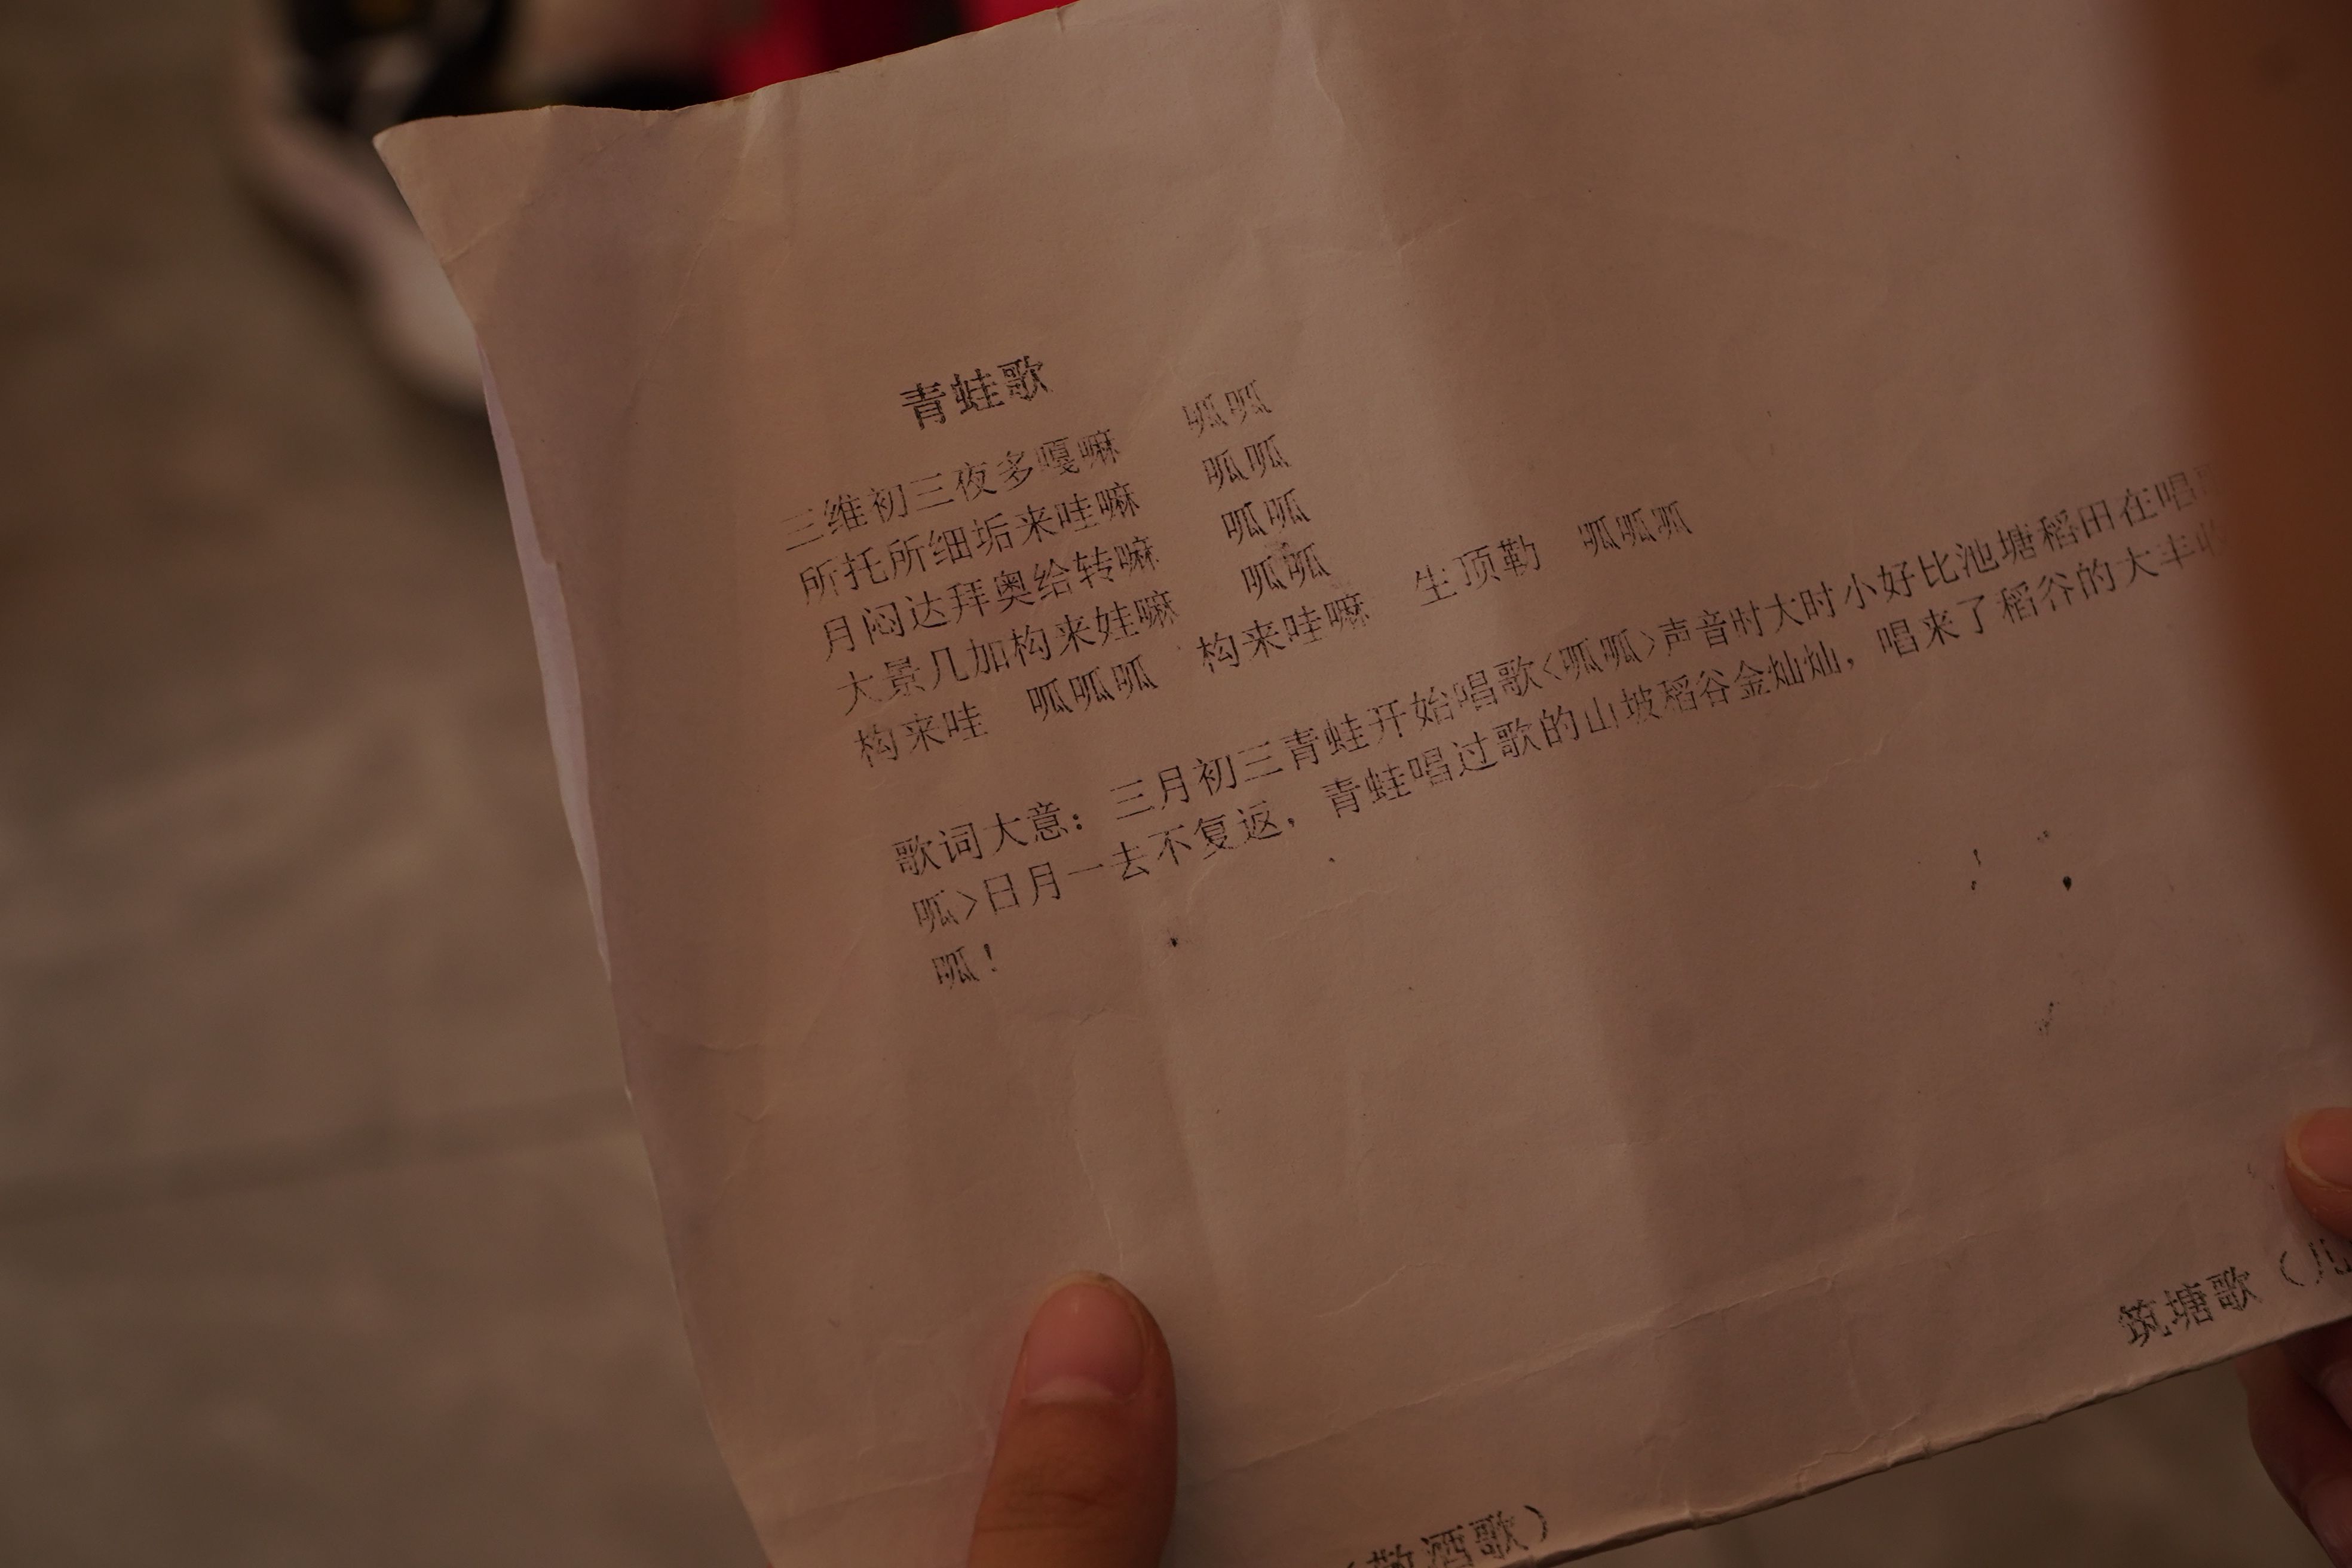 青蛙歌
三维初三夜多嘎嘛 呱呱
所托所细垢来哇嘛 呱呱
月闷达拜奥给转嘛 呱呱
大景几加构来娃嘛 呱呱
构来哇 呱呱呱 构来哇嘛 生顶勒 呱呱呱
歌词大意：三月初三青蛙开始唱歌<呱呱>声音时大时小好比池塘稻田在唱
呱>日月一去不复返，青蛙唱过歌的山坡稻谷金灿灿，唱来了稻谷的大丰
呱！
筑塘歌（儿
（敬酒歌）